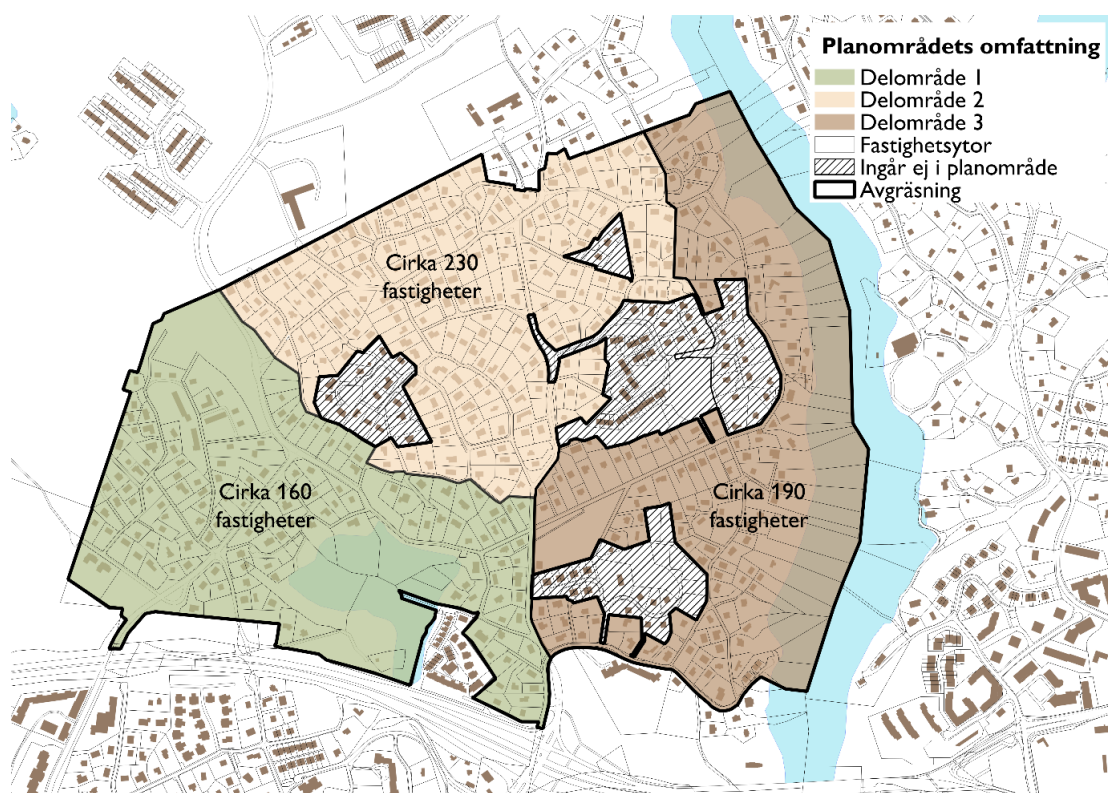 Planområdets omfattning
Delområde 1
Delområde 2
Delområde 3
Fastighetsytor
Ingår ej i planområde
Avgräsning
Cirka 230
fastigheter
Cirka 160
fastigheter
Cirka 190
fastigheter